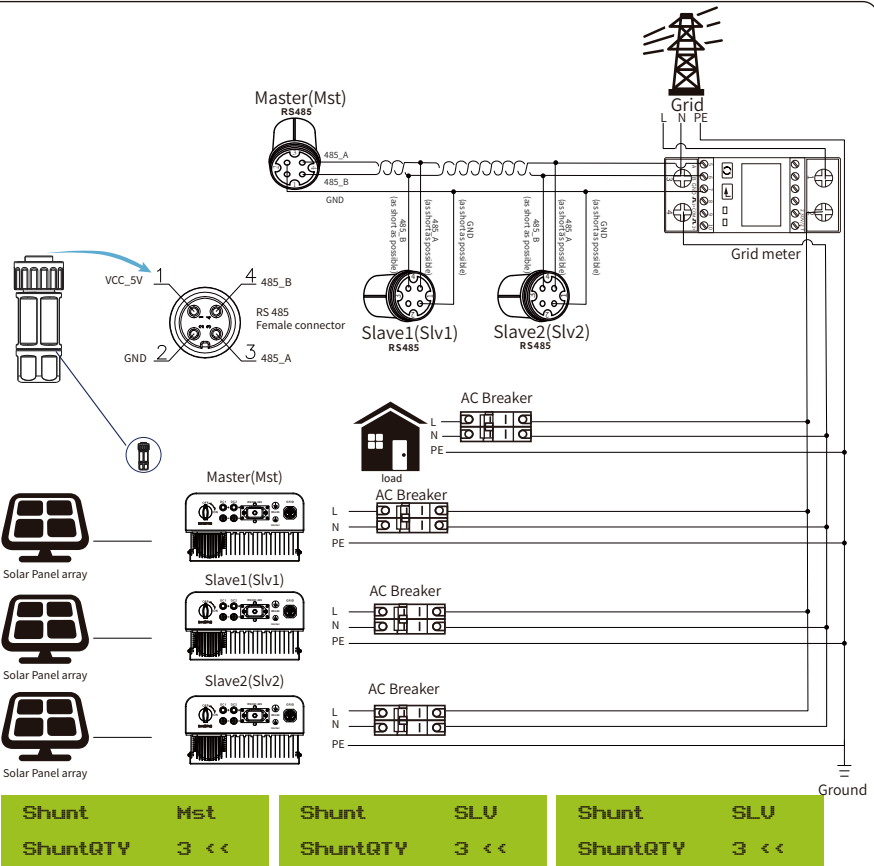 Grid
L N PE
Master(Mst)
RS485
485_A
485_B
GND
Grid meter
485_B
(as short as possible)
485_A
(as short as possible)
GND
(as short as possible)
485_B
(as short as possible)
485_A
(as short as possible)
GND
(as short as possible)
Slave1(Slv1)
RS485
Slave2(Slv2)
RS485
VCC_5V 1
4 485_B
RS 485
Female connector
GND 2
3 485_A
AC Breaker
L
N
PE
load
Master(Mst)
AC Breaker
L
N
PE
Solar Panel array
Slave1(Slv1)
AC Breaker
L
N
PE
Solar Panel array
Slave2(Slv2)
AC Breaker
L
N
PE
Solar Panel array
Ground
Shunt Mst
ShuntQTY 3 <<
Shunt SLV
ShuntQTY 3 <<
Shunt SLV
ShuntQTY 3 <<